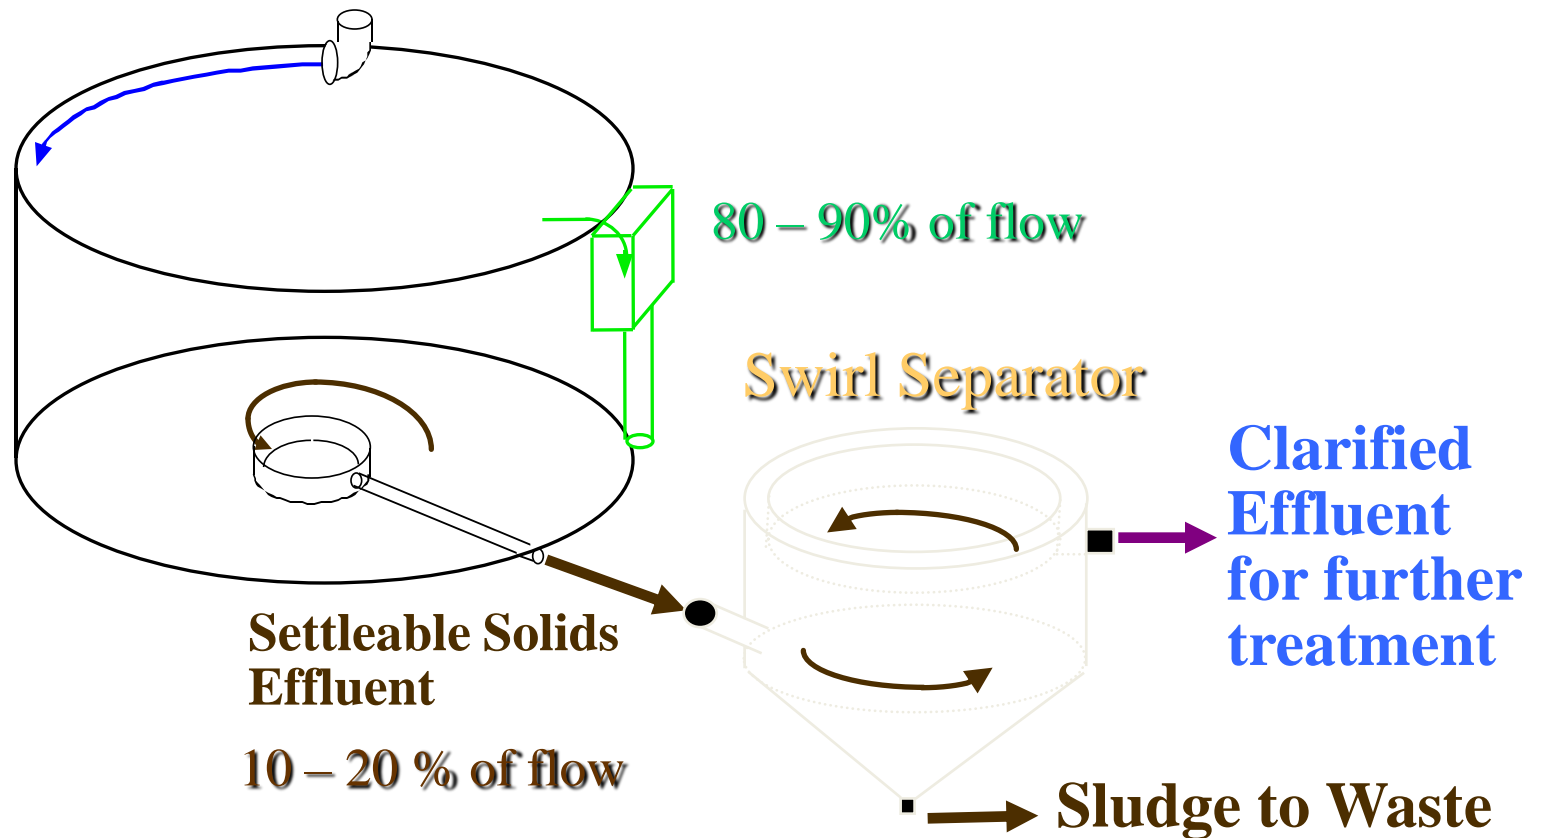 80 – 90% of flow
Swirl Separator
Clarified
Effluent
for further
treatment
Settleable Solids
Effluent
10 – 20 % of flow
Sludge to Waste